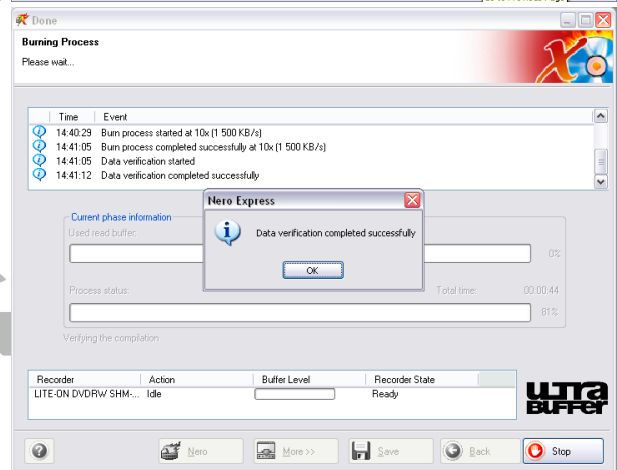 Done
Burning Process
Please wait...
Time Event
14:40:29 Burn process started at 10x (1 500 KB/s)
14:41:05 Burn process completed successfully at 10x (1 500 KB/s)
14:41:05 Data verification started
14:41:12 Data verification completed successfully
Nero Express
Data verification completed successfully
OK
Current phase information
Used read buffer:
0%
Process status: Total time: 00:00:44
81%
Verifying the compilation
Recorder Action Buffer Level Recorder State
LITE-ON DVDRW SHM-... Idle Ready
ULTRA
BUFFER
Nero More >> Save Back Stop